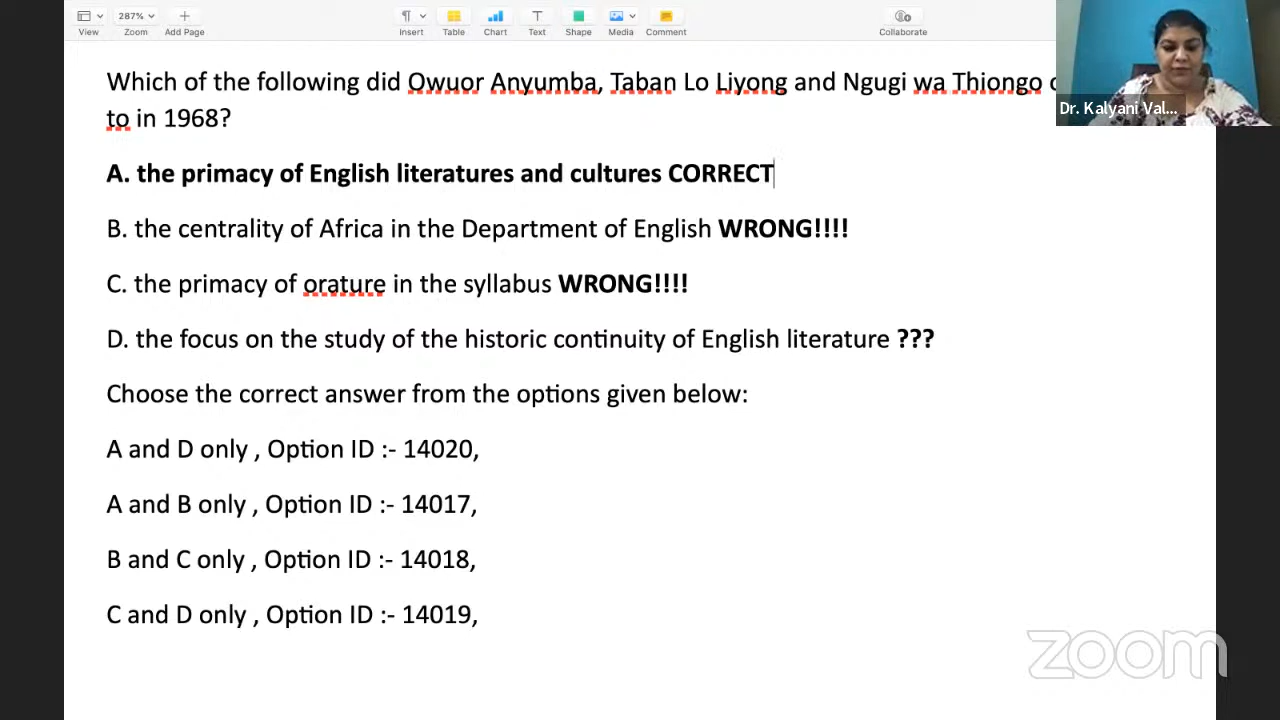 View
287%
Zoom
Add Page
Insert
Table
Chart
Text
Shape
Media
Comment
Collaborate
Which of the following did Owuor Anyumba, Taban Lo Liyong and Ngugi wa Thiongo
to in 1968?
Dr. Kalyani Val...
A. the primacy of English literatures and cultures CORRECT
B. the centrality of Africa in the Department of English WRONG!!!!
C. the primacy of orature in the syllabus WRONG!!!!
D. the focus on the study of the historic continuity of English literature ???
Choose the correct answer from the options given below:
A and D only , Option ID :- 14020,
A and B only , Option ID :- 14017,
B and C only , Option ID :- 14018,
C and D only , Option ID :- 14019,
zoom